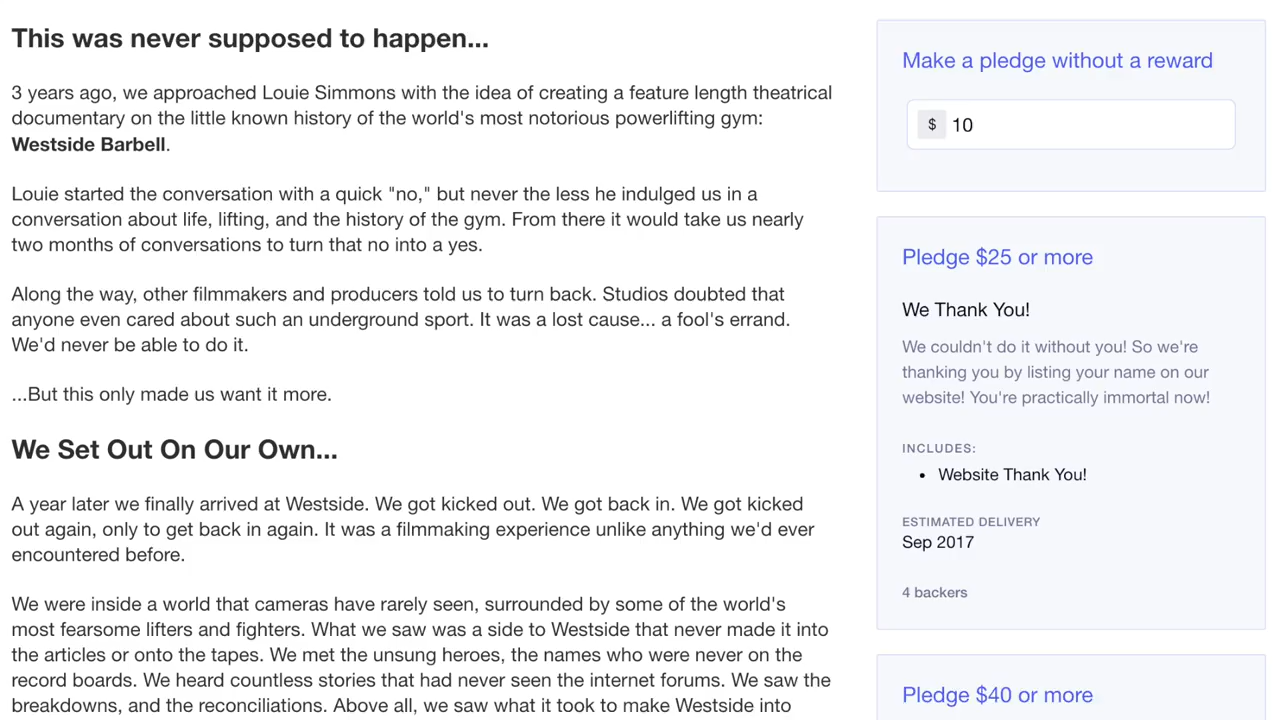 This was never supposed to happen...
3 years ago, we approached Louie Simmons with the idea of creating a feature length theatrical
documentary on the little known history of the world's most notorious powerlifting gym:
Westside Barbell.
Louie started the conversation with a quick "no," but never the less he indulged us in a
conversation about life, lifting, and the history of the gym. From there it would take us nearly
two months of conversations to turn that no into a yes.
Along the way, other filmmakers and producers told us to turn back. Studios doubted that
anyone even cared about such an underground sport. It was a lost cause... a fool's errand.
We'd never be able to do it.
...But this only made us want it more.
We Set Out On Our Own...
A year later we finally arrived at Westside. We got kicked out. We got back in. We got kicked
out again, only to get back in again. It was a filmmaking experience unlike anything we'd ever
encountered before.
We were inside a world that cameras have rarely seen, surrounded by some of the world's
most fearsome lifters and fighters. What we saw was a side to Westside that never made it into
the articles or onto the tapes. We met the unsung heroes, the names who were never on the
record boards. We heard countless stories that had never seen the internet forums. We saw the
breakdowns, and the reconciliations. Above all, we saw what it took to make Westside into
Make a pledge without a reward
$ 10
Pledge $25 or more
We Thank You!
We couldn't do it without you! So we're
thanking you by listing your name on our
website! You're practically immortal now!
INCLUDES:
• Website Thank You!
ESTIMATED DELIVERY
Sep 2017
4 backers
Pledge $40 or more